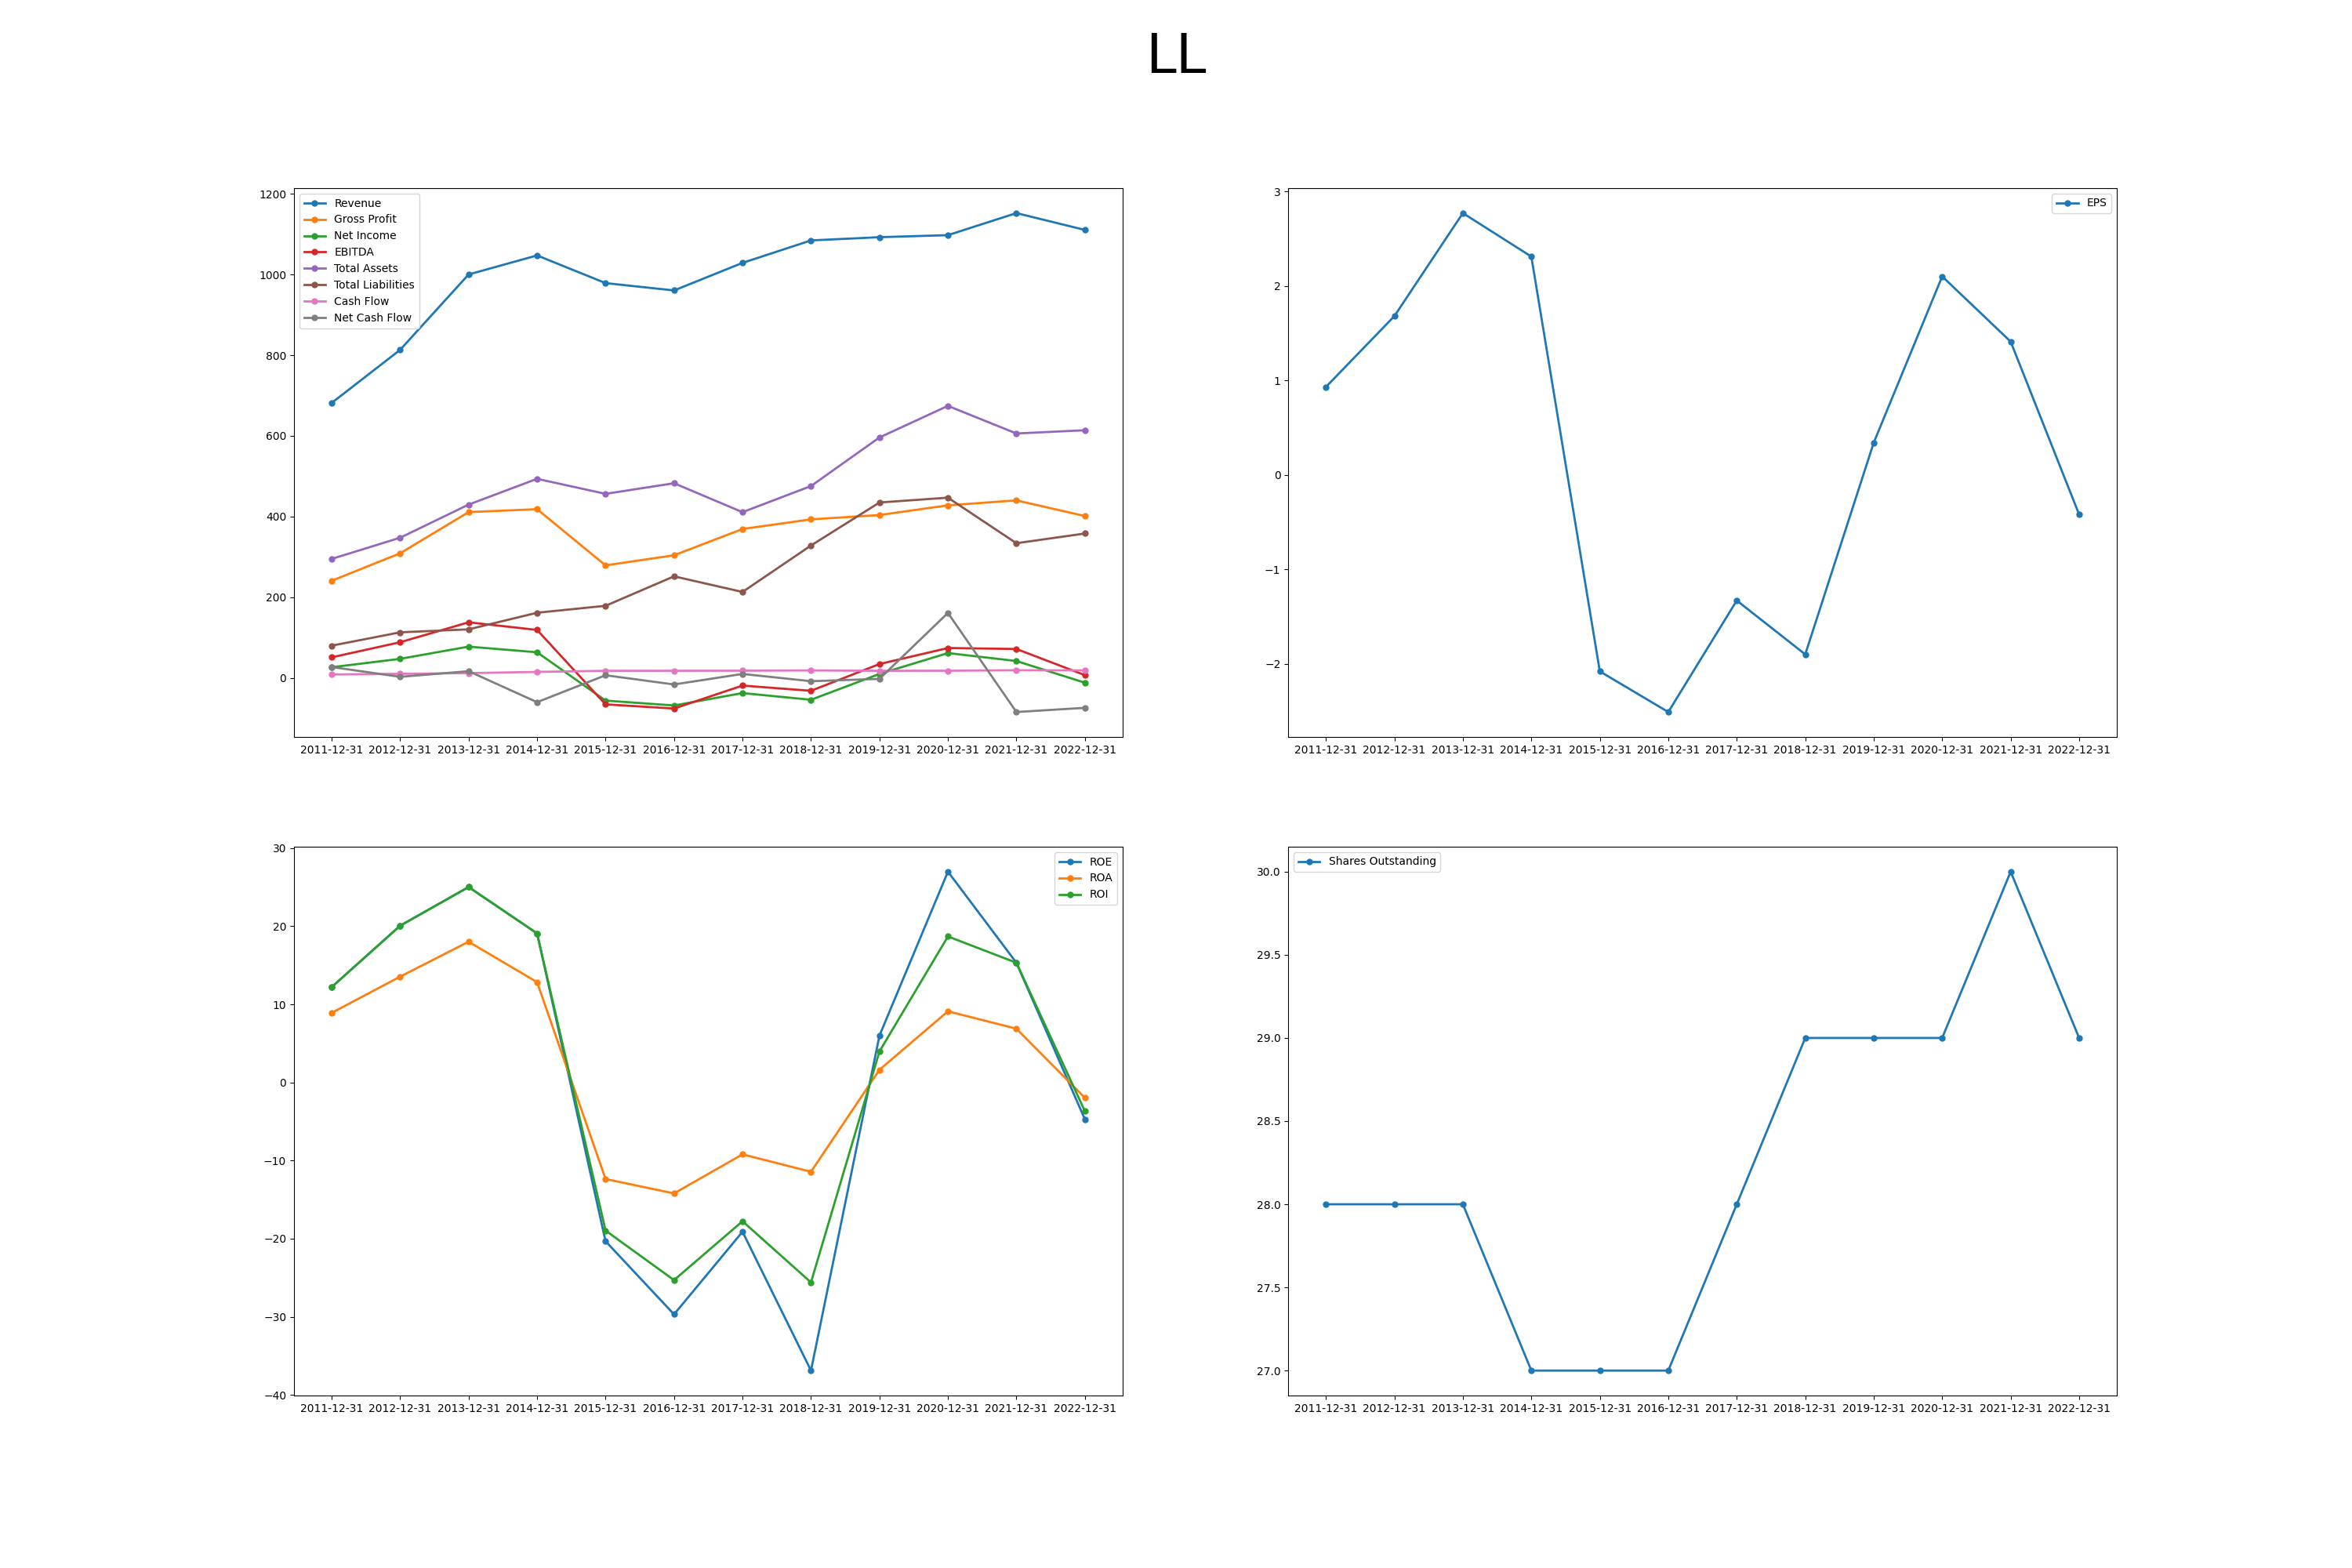 LL
1200
1000
800
600
400
200
0
Revenue
Gross Profit
Net Income
EBITDA
Total Assets
Total Liabilities
Cash Flow
Net Cash Flow
2011-12-31 2012-12-31 2013-12-31 2014-12-31 2015-12-31 2016-12-31 2017-12-31 2018-12-31 2019-12-31 2020-12-31 2021-12-31 2022-12-31
3
2
1
0
−1
−2
EPS
2011-12-31 2012-12-31 2013-12-31 2014-12-31 2015-12-31 2016-12-31 2017-12-31 2018-12-31 2019-12-31 2020-12-31 2021-12-31 2022-12-31
30
20
10
0
−10
−20
−30
−40
ROE
ROA
ROI
2011-12-31 2012-12-31 2013-12-31 2014-12-31 2015-12-31 2016-12-31 2017-12-31 2018-12-31 2019-12-31 2020-12-31 2021-12-31 2022-12-31
30.0
29.5
29.0
28.5
28.0
27.5
27.0
Shares Outstanding
2011-12-31 2012-12-31 2013-12-31 2014-12-31 2015-12-31 2016-12-31 2017-12-31 2018-12-31 2019-12-31 2020-12-31 2021-12-31 2022-12-31